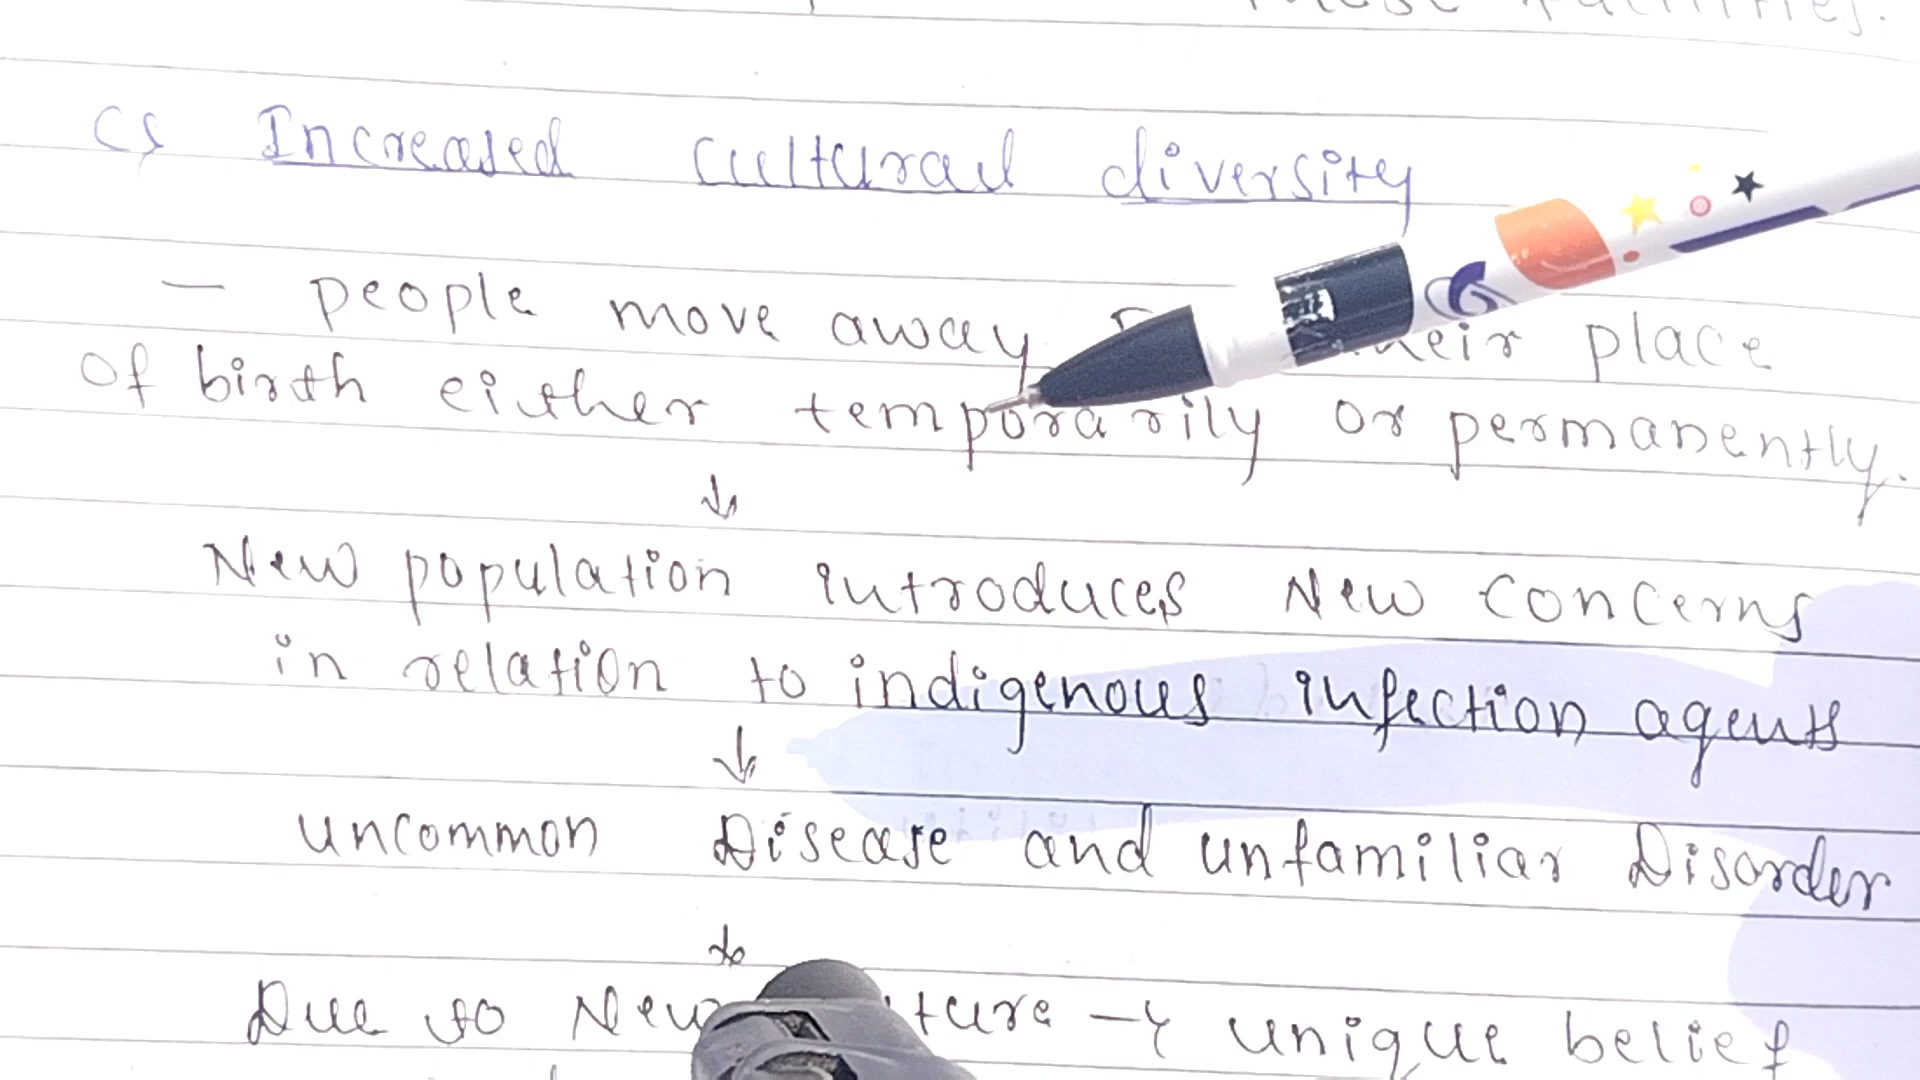 Increased cultural diversity
- people move away their place
of birth either temporarily or permanently.
↓
New population introduces New concerns
in relation to indigenous infection agents
↓
uncommon Disease and unfamiliar Disorder
Due to New → unique belief